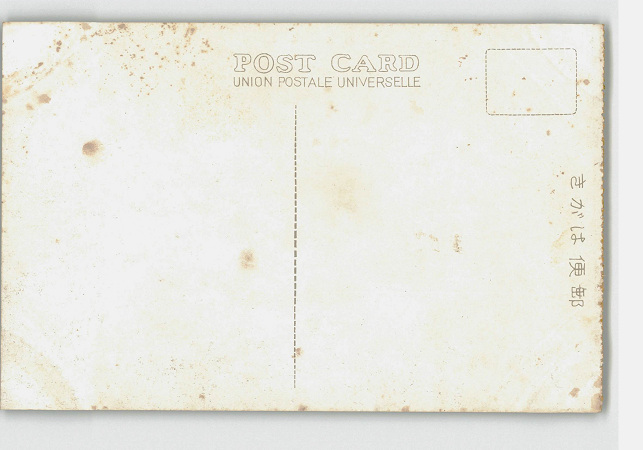 POST CARD
UNION POSTALE UNIVERSELLE
きがは便郵